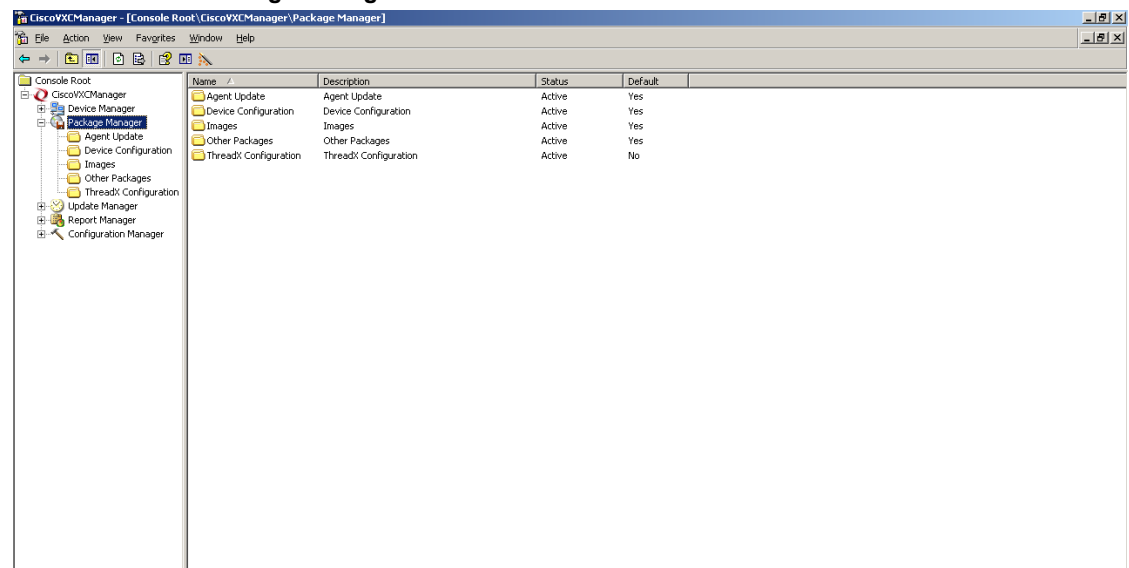 CiscoVXCManager - [Console Root\CiscoVXCManager\Package Manager]
File Action View Favorites Window Help
Console Root
CiscoVXCManager
Device Manager
Package Manager
Agent Update
Device Configuration
Images
Other Packages
ThreadX Configuration
Update Manager
Report Manager
Configuration Manager
Name Description Status Default
Agent Update Agent Update Active Yes
Device Configuration Device Configuration Active Yes
Images Images Active Yes
Other Packages Other Packages Active Yes
ThreadX Configuration ThreadX Configuration Active No